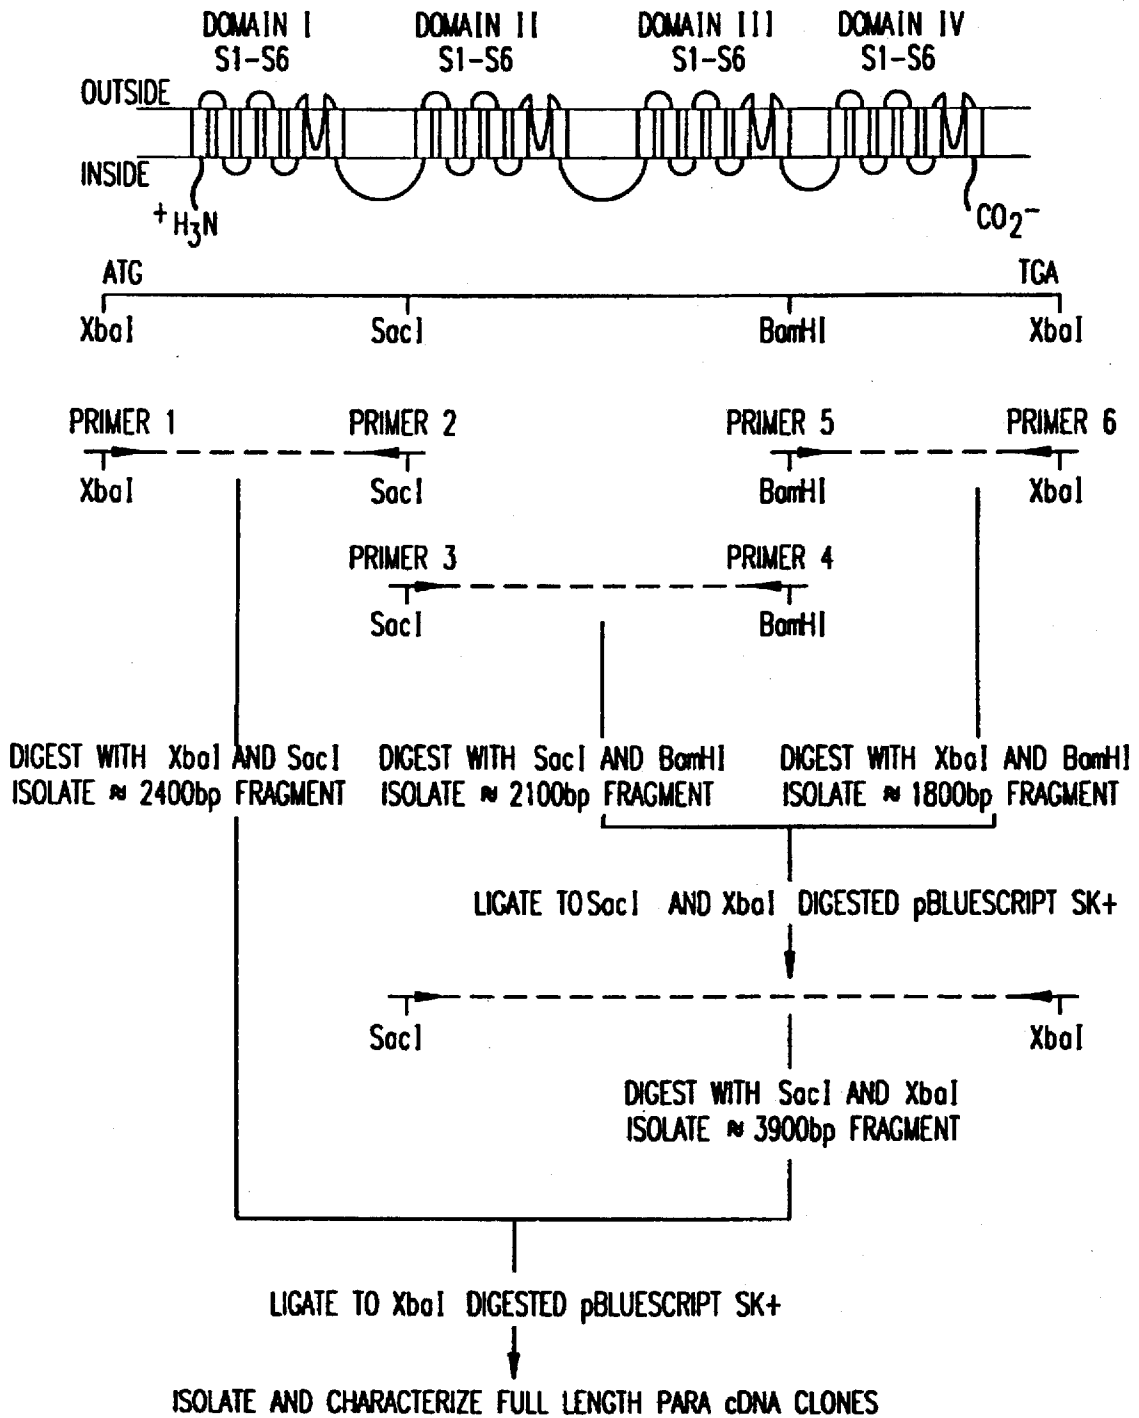 DOMAIN I DOMAIN II DOMAIN III DOMAIN IV
S1-S6 S1-S6 S1-S6 S1-S6
OUTSIDE
INSIDE
+H3N CO2-
ATG TGA
XbaI SacI BamHI XbaI
PRIMER 1 PRIMER 2 PRIMER 5 PRIMER 6
XbaI SacI BamHI XbaI
PRIMER 3 PRIMER 4
SacI BamHI
DIGEST WITH XbaI AND SacI DIGEST WITH SacI AND BamHI DIGEST WITH XbaI AND BamHI
ISOLATE ≈ 2400bp FRAGMENT ISOLATE ≈ 2100bp FRAGMENT ISOLATE ≈ 1800bp FRAGMENT
LIGATE TO SacI AND XbaI DIGESTED pBLUESCRIPT SK+
SacI XbaI
DIGEST WITH SacI AND XbaI
ISOLATE ≈ 3900bp FRAGMENT
LIGATE TO XbaI DIGESTED pBLUESCRIPT SK+
ISOLATE AND CHARACTERIZE FULL LENGTH PARA cDNA CLONES